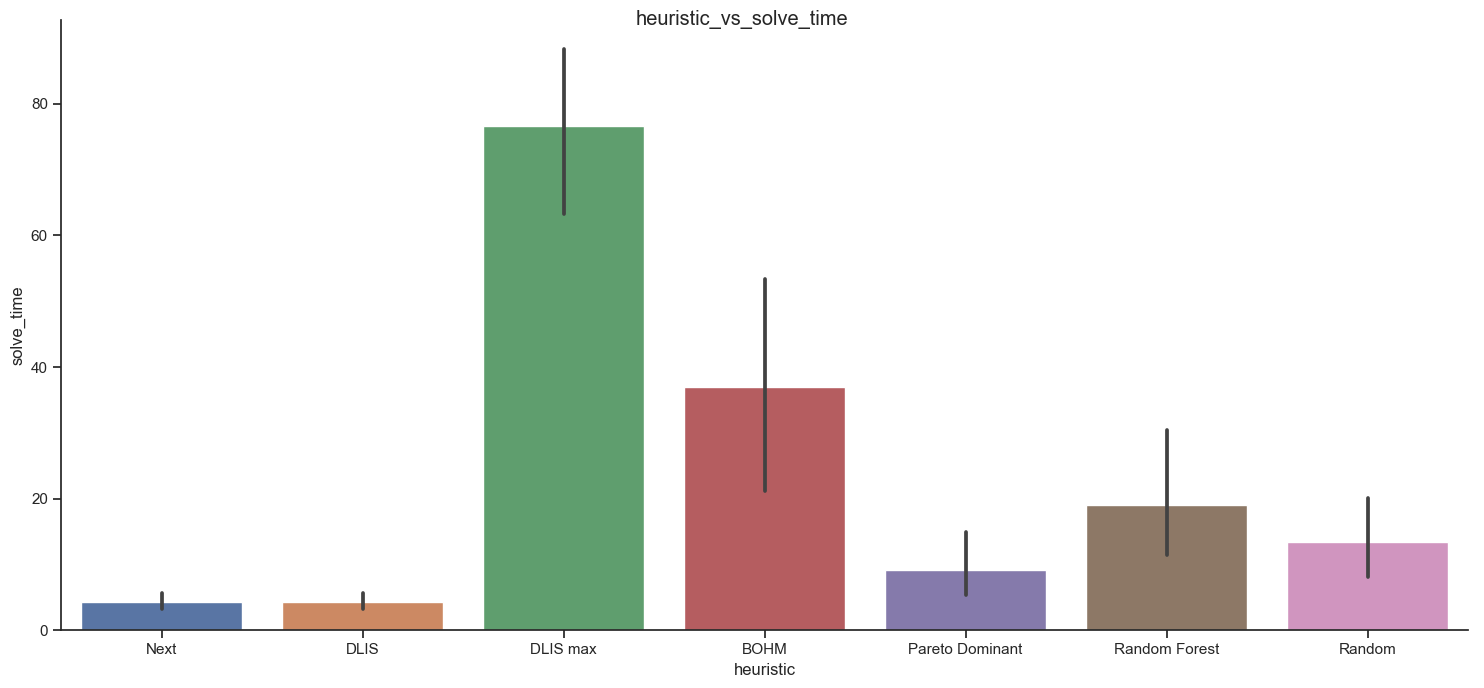 heuristic_vs_solve_time
solve_time
80
60
40
20
0
Next DLIS DLIS max BOHM Pareto Dominant Random Forest Random
heuristic